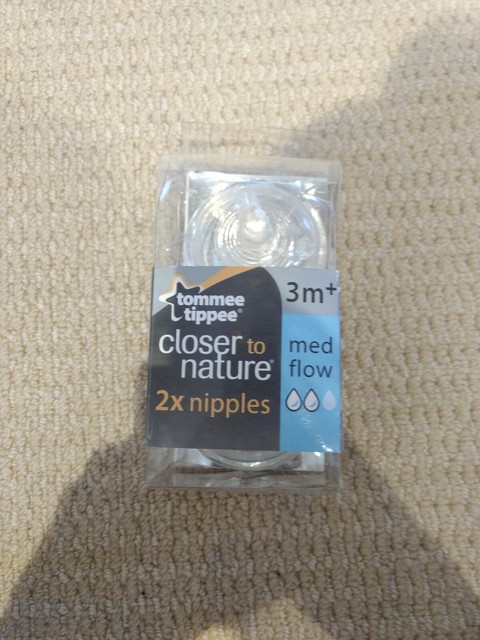 tommee
tippee®
closer to
nature®
2x nipples
3m+
med
flow